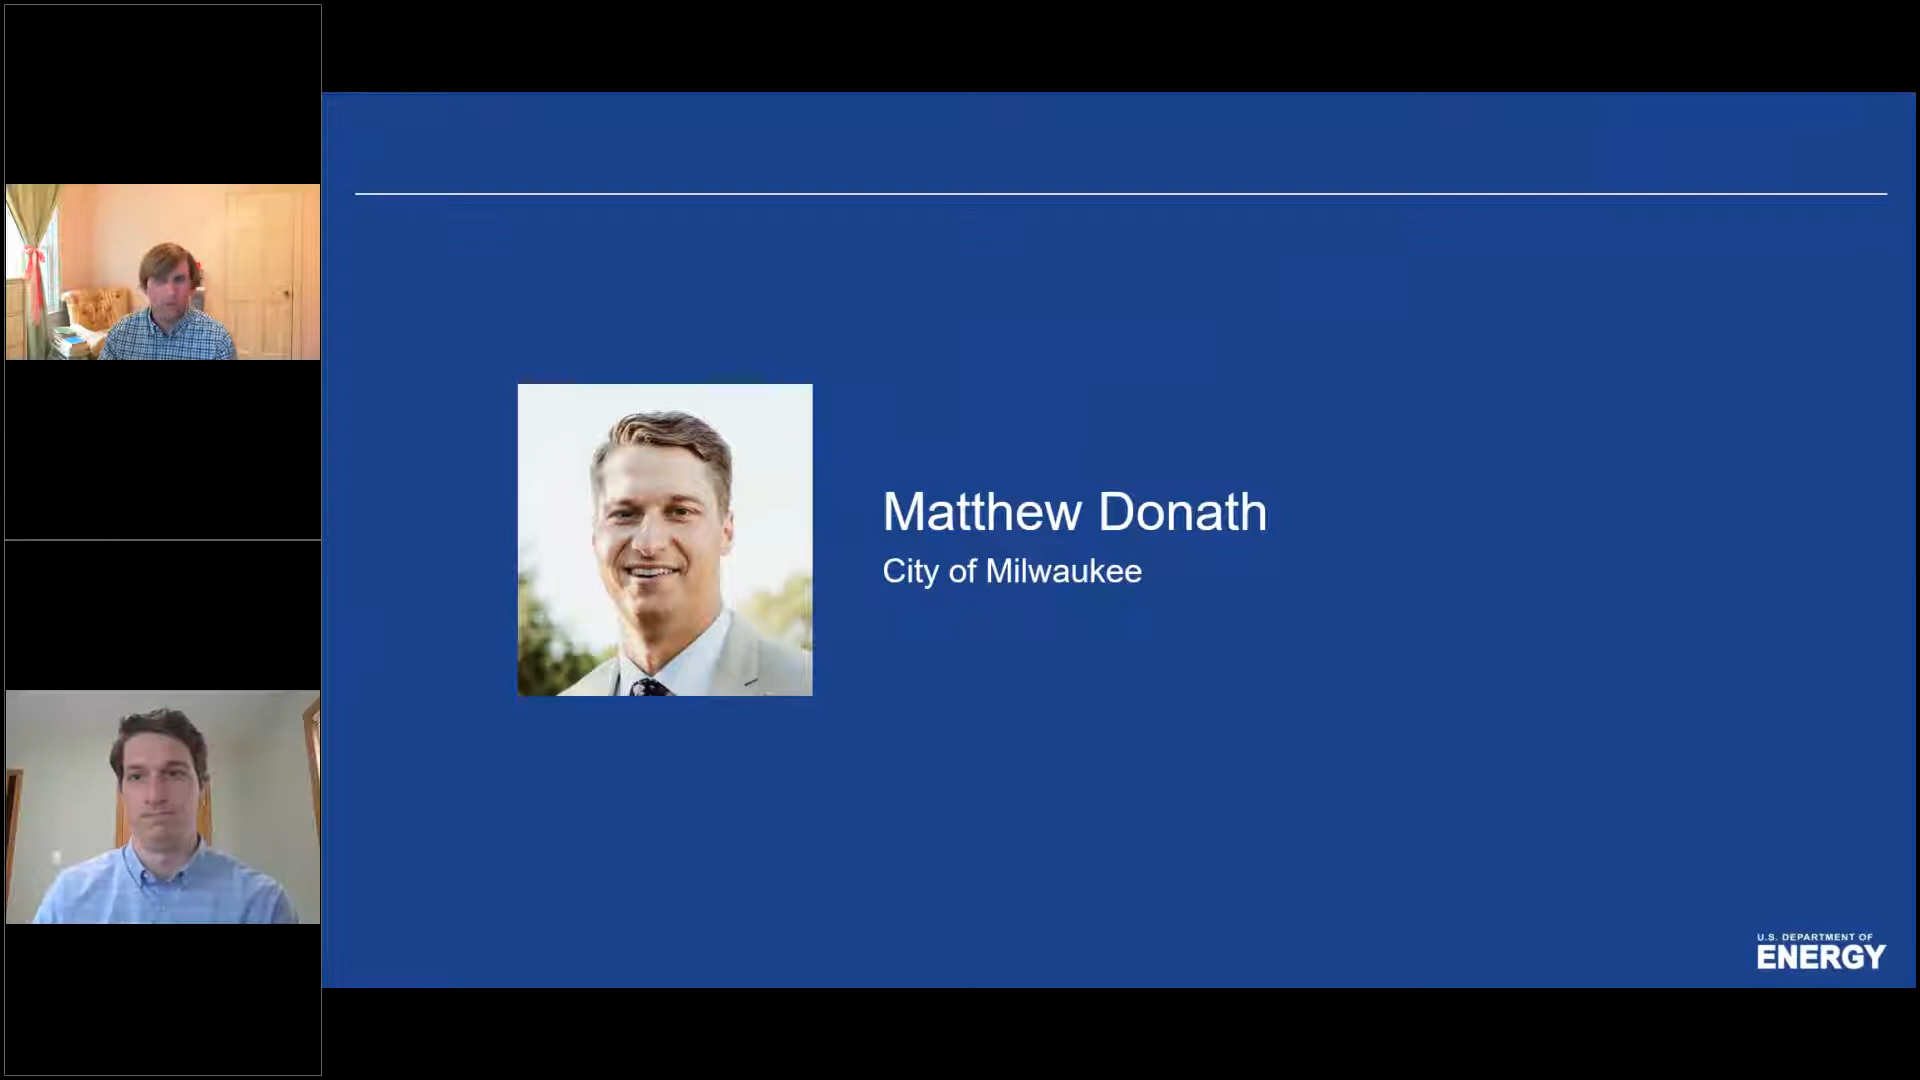 Matthew Donath
City of Milwaukee
U.S. DEPARTMENT OF
ENERGY